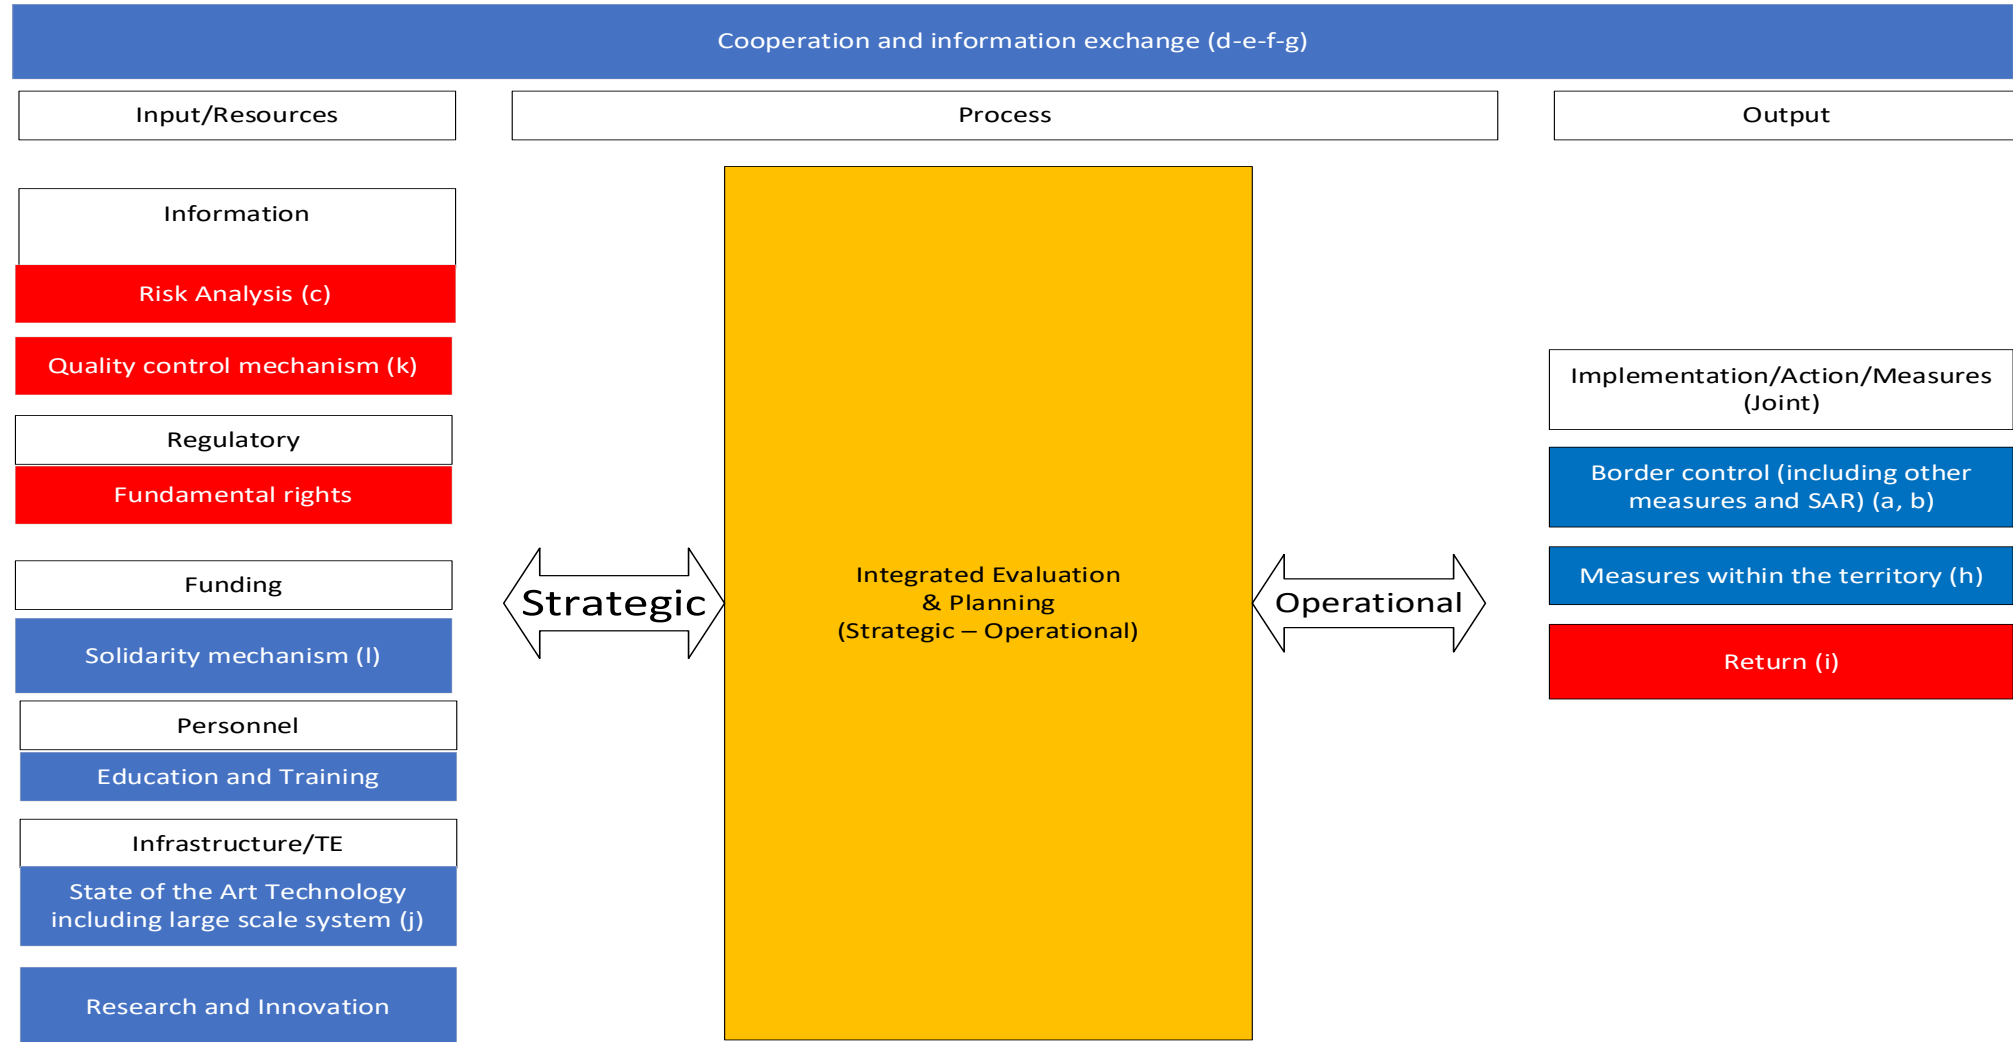 Cooperation and information exchange (d-e-f-g)
Input/Resources
Process
Output
Information
Risk Analysis (c)
Quality control mechanism (k)
Regulatory
Fundamental rights
Funding
Solidarity mechanism (l)
Personnel
Education and Training
Infrastructure/TE
State of the Art Technology
including large scale system (j)
Research and Innovation
Strategic
Integrated Evaluation
& Planning
(Strategic – Operational)
Operational
Implementation/Action/Measures
(Joint)
Border control (including other
measures and SAR) (a, b)
Measures within the territory (h)
Return (i)